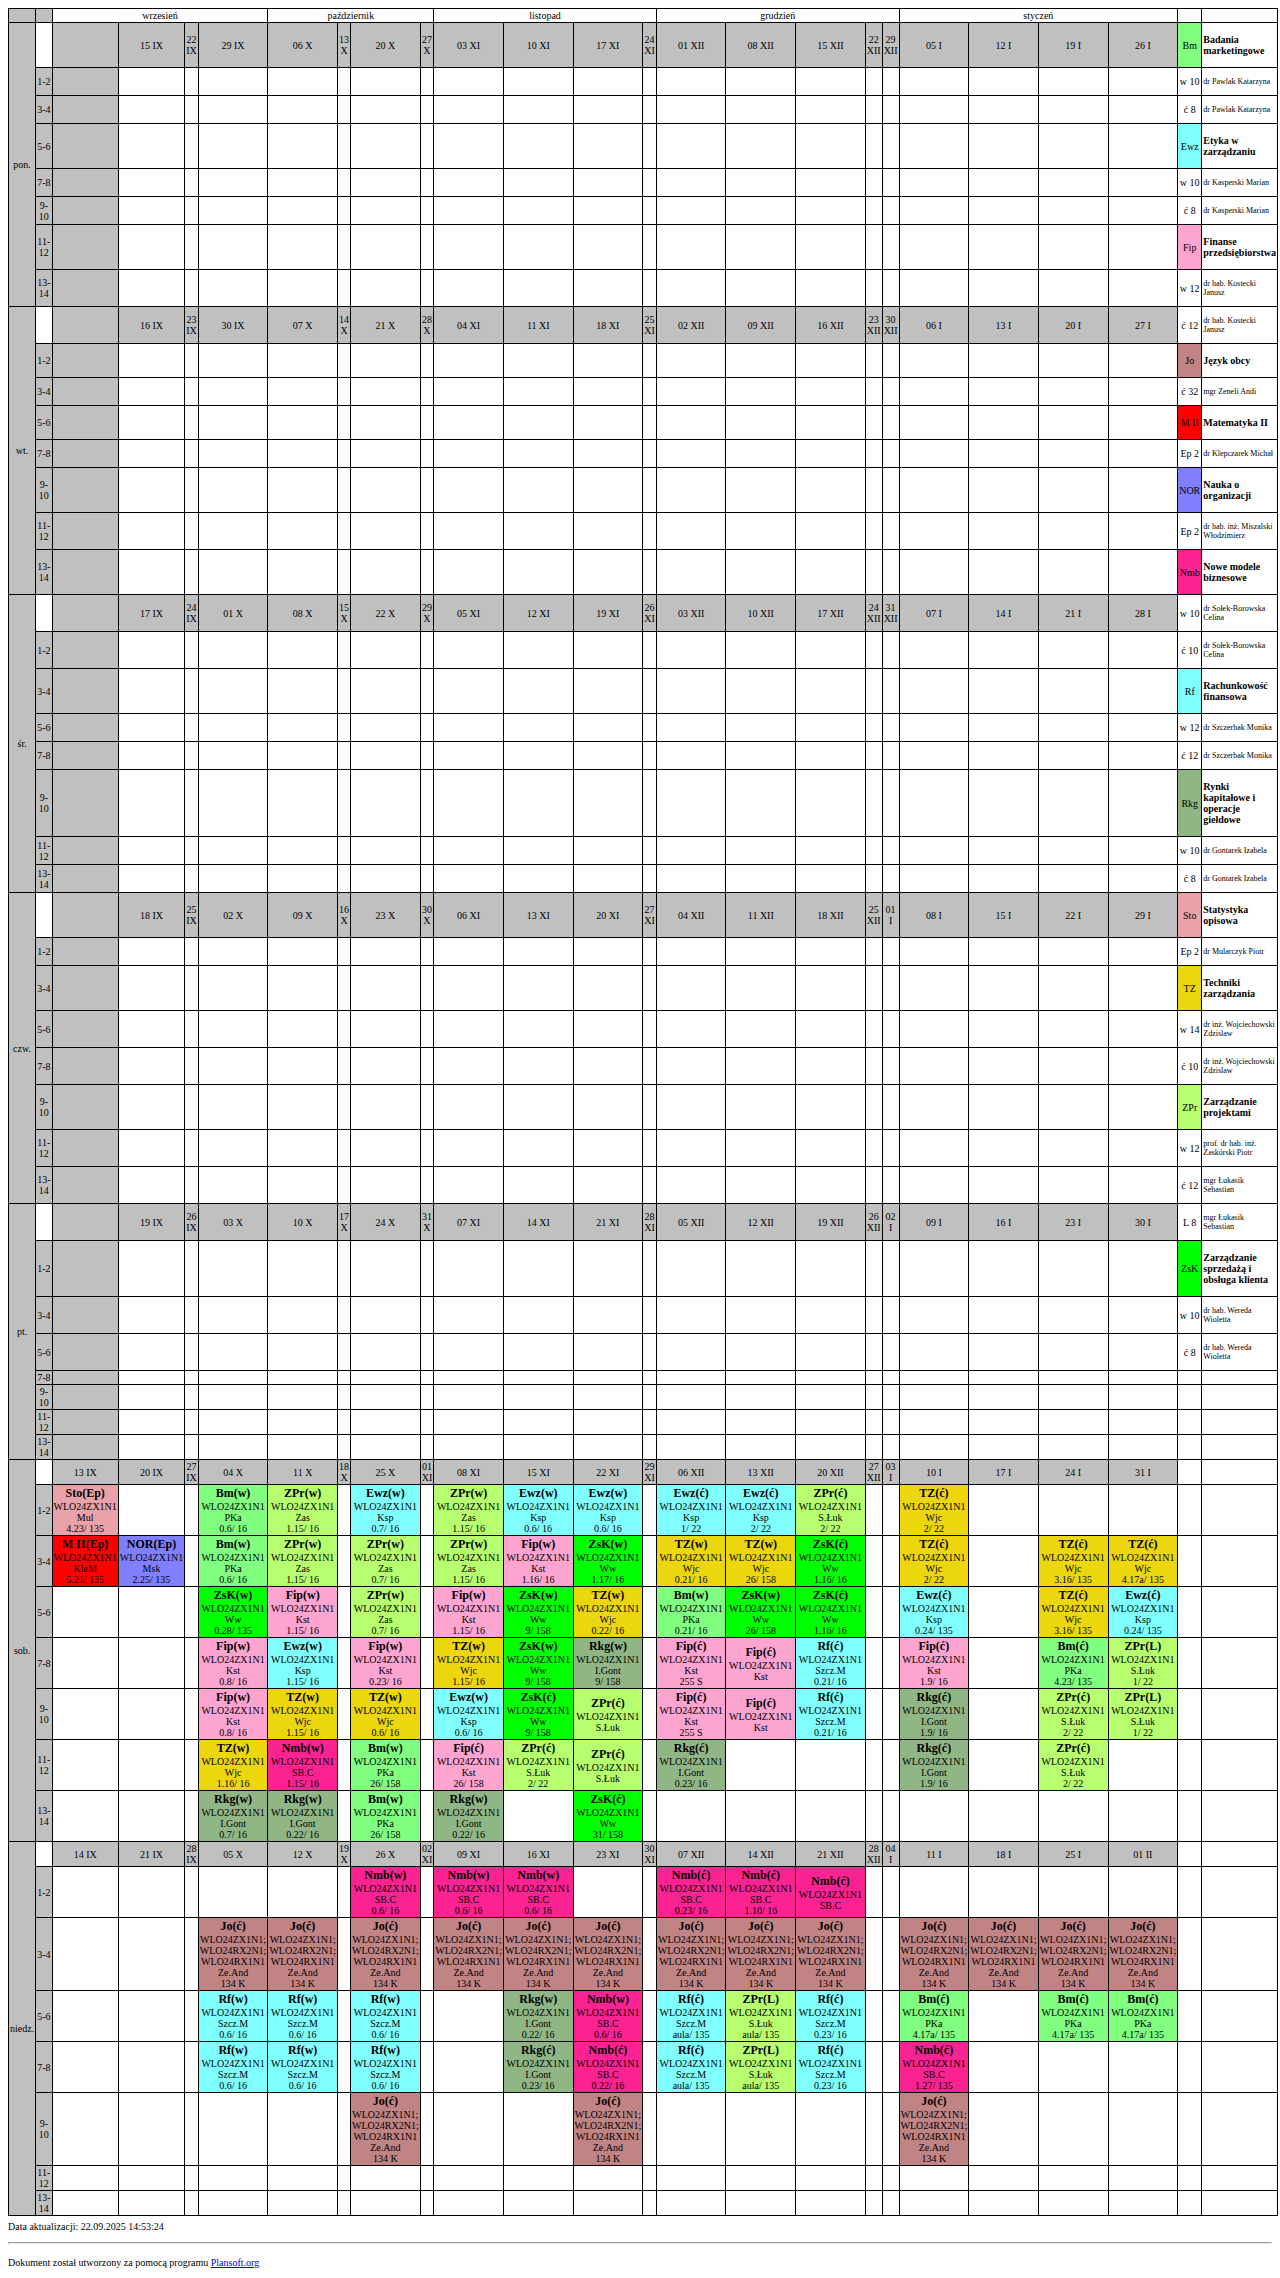 wrzesień październik listopad grudzień styczeń
pon. 15 IX 22 IX 29 IX 06 X 13 X 20 X 27 X 03 XI 10 XI 17 XI 24 XI 01 XII 08 XII 15 XII 22 XII 29 XII 05 I 12 I 19 I 26 I Bm Badania marketingowe
1-2 w 10 dr Pawlak Katarzyna
3-4 ć 8 dr Pawlak Katarzyna
5-6 Ewz Etyka w zarządzaniu
7-8 w 10 dr Kasperski Marian
9-10 ć 8 dr Kasperski Marian
11-12 Fip Finanse przedsiębiorstwa
13-14 w 12 dr hab. Kostecki Janusz
wt. 16 IX 23 IX 30 IX 07 X 14 X 21 X 28 X 04 XI 11 XI 18 XI 25 XI 02 XII 09 XII 16 XII 23 XII 30 XII 06 I 13 I 20 I 27 I ć 12 dr hab. Kostecki Janusz
1-2 Jo Język obcy
3-4 ć 32 mgr Zeneli Andi
5-6 M II Matematyka II
7-8 Ep 2 dr Klepczarek Michał
9-10 NOR Nauka o organizacji
11-12 Ep 2 dr hab. inż. Miszalski Włodzimierz
13-14 Nmb Nowe modele biznesowe
śr. 17 IX 24 IX 01 X 08 X 15 X 22 X 29 X 05 XI 12 XI 19 XI 26 XI 03 XII 10 XII 17 XII 24 XII 31 XII 07 I 14 I 21 I 28 I w 10 dr Sołek-Borowska Celina
1-2 ć 10 dr Sołek-Borowska Celina
3-4 Rf Rachunkowość finansowa
5-6 w 12 dr Szczerbak Monika
7-8 ć 12 dr Szczerbak Monika
9-10 Rkg Rynki kapitałowe i operacje giełdowe
11-12 w 10 dr Gontarek Izabela
13-14 ć 8 dr Gontarek Izabela
czw. 18 IX 25 IX 02 X 09 X 16 X 23 X 30 X 06 XI 13 XI 20 XI 27 XI 04 XII 11 XII 18 XII 25 XII 01 I 08 I 15 I 22 I 29 I Sto Statystyka opisowa
1-2 Ep 2 dr Mularczyk Piotr
3-4 TZ Techniki zarządzania
5-6 w 14 dr inż. Wojciechowski Zdzislaw
7-8 ć 10 dr inż. Wojciechowski Zdzislaw
9-10 ZPr Zarządzanie projektami
11-12 w 12 prof. dr hab. inż. Zaskórski Piotr
13-14 ć 12 mgr Łukasik Sebastian
pt. 19 IX 26 IX 03 X 10 X 17 X 24 X 31 X 07 XI 14 XI 21 XI 28 XI 05 XII 12 XII 19 XII 26 XII 02 I 09 I 16 I 23 I 30 I L 8 mgr Łukasik Sebastian
1-2 ZsK Zarządzanie sprzedażą i obsługa klienta
3-4 w 10 dr hab. Wereda Wioletta
5-6 ć 8 dr hab. Wereda Wioletta
7-8
9-10
11-12
13-14
sob. 13 IX 20 IX 27 IX 04 X 11 X 18 X 25 X 01 XI 08 XI 15 XI 22 XI 29 XI 06 XII 13 XII 20 XII 27 XII 03 I 10 I 17 I 24 I 31 I
1-2 Sto(Ep) Bm(w) ZPr(w) Ewz(w) ZPr(w) Ewz(w) Ewz(w) Ewz(ć) Ewz(ć) ZPr(ć) TZ(ć)
WLO24ZX1N1 WLO24ZX1N1 WLO24ZX1N1 WLO24ZX1N1 WLO24ZX1N1 WLO24ZX1N1 WLO24ZX1N1 WLO24ZX1N1 WLO24ZX1N1 WLO24ZX1N1 WLO24ZX1N1
Mul PKa Zas Ksp Zas Ksp Ksp Ksp Ksp S.Łuk Wjc
4.23/ 135 0.6/ 16 1.15/ 16 0.7/ 16 1.15/ 16 0.6/ 16 0.6/ 16 1/ 22 2/ 22 2/ 22 2/ 22
3-4 M II(Ep) NOR(Ep) Bm(w) ZPr(w) ZPr(w) ZPr(w) Fip(w) ZsK(w) TZ(w) TZ(w) ZsK(ć) TZ(ć) TZ(ć) TZ(ć)
WLO24ZX1N1 WLO24ZX1N1 WLO24ZX1N1 WLO24ZX1N1 WLO24ZX1N1 WLO24ZX1N1 WLO24ZX1N1 WLO24ZX1N1 WLO24ZX1N1 WLO24ZX1N1 WLO24ZX1N1 WLO24ZX1N1 WLO24ZX1N1 WLO24ZX1N1
KleM Msk PKa Zas Zas Zas Kst Ww Wjc Wjc Ww Wjc Wjc Wjc
5.21/ 135 2.25/ 135 0.6/ 16 1.15/ 16 0.7/ 16 1.15/ 16 1.16/ 16 1.17/ 16 0.21/ 16 26/ 158 1.16/ 16 2/ 22 3.16/ 135 4.17a/ 135
5-6 ZsK(w) Fip(w) ZPr(w) Fip(w) ZsK(w) TZ(w) Bm(w) ZsK(w) ZsK(ć) Ewz(ć) TZ(ć) Ewz(ć)
WLO24ZX1N1 WLO24ZX1N1 WLO24ZX1N1 WLO24ZX1N1 WLO24ZX1N1 WLO24ZX1N1 WLO24ZX1N1 WLO24ZX1N1 WLO24ZX1N1 WLO24ZX1N1 WLO24ZX1N1 WLO24ZX1N1
Ww Kst Zas Kst Ww Wjc PKa Ww Ww Ksp Wjc Ksp
0.28/ 135 1.15/ 16 0.7/ 16 1.15/ 16 9/ 158 0.22/ 16 0.21/ 16 26/ 158 1.16/ 16 0.24/ 135 3.16/ 135 0.24/ 135
7-8 Fip(w) Ewz(w) Fip(w) TZ(w) ZsK(w) Rkg(w) Fip(ć) Fip(ć) Rf(ć) Fip(ć) Bm(ć) ZPr(L)
WLO24ZX1N1 WLO24ZX1N1 WLO24ZX1N1 WLO24ZX1N1 WLO24ZX1N1 WLO24ZX1N1 WLO24ZX1N1 WLO24ZX1N1 WLO24ZX1N1 WLO24ZX1N1 WLO24ZX1N1 WLO24ZX1N1
Kst Ksp Kst Wjc Ww I.Gont Kst Kst Szcz.M Kst PKa S.Łuk
0.8/ 16 1.15/ 16 0.23/ 16 1.15/ 16 9/ 158 9/ 158 255 S 0.21/ 16 1.9/ 16 4.23/ 135 1/ 22
9-10 Fip(w) TZ(w) TZ(w) Ewz(w) ZsK(ć) ZPr(ć) Fip(ć) Fip(ć) Rf(ć) Rkg(ć) ZPr(ć) ZPr(L)
WLO24ZX1N1 WLO24ZX1N1 WLO24ZX1N1 WLO24ZX1N1 WLO24ZX1N1 WLO24ZX1N1 WLO24ZX1N1 WLO24ZX1N1 WLO24ZX1N1 WLO24ZX1N1 WLO24ZX1N1 WLO24ZX1N1
Kst Wjc Wjc Ksp Ww S.Łuk Kst Kst Szcz.M I.Gont S.Łuk S.Łuk
0.8/ 16 1.15/ 16 0.6/ 16 0.6/ 16 9/ 158 255 S 0.21/ 16 1.9/ 16 2/ 22 1/ 22
11-12 TZ(w) Nmb(w) Bm(w) Fip(ć) ZPr(ć) ZPr(ć) Rkg(ć) Rkg(ć) ZPr(ć)
WLO24ZX1N1 WLO24ZX1N1 WLO24ZX1N1 WLO24ZX1N1 WLO24ZX1N1 WLO24ZX1N1 WLO24ZX1N1 WLO24ZX1N1 WLO24ZX1N1
Wjc SB.C PKa Kst S.Łuk S.Łuk I.Gont I.Gont S.Łuk
1.16/ 16 1.15/ 16 26/ 158 26/ 158 2/ 22 0.23/ 16 1.9/ 16 2/ 22
13-14 Rkg(w) Rkg(w) Bm(w) Rkg(w) ZsK(ć)
WLO24ZX1N1 WLO24ZX1N1 WLO24ZX1N1 WLO24ZX1N1 WLO24ZX1N1
I.Gont I.Gont PKa I.Gont Ww
0.7/ 16 0.22/ 16 26/ 158 0.22/ 16 31/ 158
niedz. 14 IX 21 IX 28 IX 05 X 12 X 19 X 26 X 02 XI 09 XI 16 XI 23 XI 30 XI 07 XII 14 XII 21 XII 28 XII 04 I 11 I 18 I 25 I 01 II
1-2 Nmb(w) Nmb(w) Nmb(w) Nmb(ć) Nmb(ć) Nmb(ć)
WLO24ZX1N1 WLO24ZX1N1 WLO24ZX1N1 WLO24ZX1N1 WLO24ZX1N1 WLO24ZX1N1
SB.C SB.C SB.C SB.C SB.C SB.C
0.6/ 16 0.6/ 16 0.6/ 16 0.23/ 16 1.10/ 16
3-4 Jo(ć) Jo(ć) Jo(ć) Jo(ć) Jo(ć) Jo(ć) Jo(ć) Jo(ć) Jo(ć) Jo(ć) Jo(ć) Jo(ć) Jo(ć)
WLO24ZX1N1; WLO24ZX1N1; WLO24ZX1N1; WLO24ZX1N1; WLO24ZX1N1; WLO24ZX1N1; WLO24ZX1N1; WLO24ZX1N1; WLO24ZX1N1; WLO24ZX1N1; WLO24ZX1N1; WLO24ZX1N1; WLO24ZX1N1;
WLO24RX2N1; WLO24RX2N1; WLO24RX2N1; WLO24RX2N1; WLO24RX2N1; WLO24RX2N1; WLO24RX2N1; WLO24RX2N1; WLO24RX2N1; WLO24RX2N1; WLO24RX2N1; WLO24RX2N1; WLO24RX2N1;
WLO24RX1N1 WLO24RX1N1 WLO24RX1N1 WLO24RX1N1 WLO24RX1N1 WLO24RX1N1 WLO24RX1N1 WLO24RX1N1 WLO24RX1N1 WLO24RX1N1 WLO24RX1N1 WLO24RX1N1 WLO24RX1N1
Ze.And Ze.And Ze.And Ze.And Ze.And Ze.And Ze.And Ze.And Ze.And Ze.And Ze.And Ze.And Ze.And
134 K 134 K 134 K 134 K 134 K 134 K 134 K 134 K 134 K 134 K 134 K 134 K 134 K
5-6 Rf(w) Rf(w) Rf(w) Rkg(w) Nmb(w) Rf(ć) ZPr(L) Rf(ć) Bm(ć) Bm(ć) Bm(ć)
WLO24ZX1N1 WLO24ZX1N1 WLO24ZX1N1 WLO24ZX1N1 WLO24ZX1N1 WLO24ZX1N1 WLO24ZX1N1 WLO24ZX1N1 WLO24ZX1N1 WLO24ZX1N1 WLO24ZX1N1
Szcz.M Szcz.M Szcz.M I.Gont SB.C Szcz.M S.Łuk Szcz.M PKa PKa PKa
0.6/ 16 0.6/ 16 0.6/ 16 0.22/ 16 0.6/ 16 aula/ 135 aula/ 135 0.23/ 16 4.17a/ 135 4.17a/ 135 4.17a/ 135
7-8 Rf(w) Rf(w) Rf(w) Rkg(ć) Nmb(ć) Rf(ć) ZPr(L) Rf(ć) Nmb(ć)
WLO24ZX1N1 WLO24ZX1N1 WLO24ZX1N1 WLO24ZX1N1 WLO24ZX1N1 WLO24ZX1N1 WLO24ZX1N1 WLO24ZX1N1 WLO24ZX1N1
Szcz.M Szcz.M Szcz.M I.Gont SB.C Szcz.M S.Łuk Szcz.M SB.C
0.6/ 16 0.6/ 16 0.6/ 16 0.23/ 16 0.22/ 16 aula/ 135 aula/ 135 0.23/ 16 1.27/ 135
9-10 Jo(ć) Jo(ć) Jo(ć)
WLO24ZX1N1; WLO24ZX1N1; WLO24ZX1N1;
WLO24RX2N1; WLO24RX2N1; WLO24RX2N1;
WLO24RX1N1 WLO24RX1N1 WLO24RX1N1
Ze.And Ze.And Ze.And
134 K 134 K 134 K
11-12
13-14
Data aktualizacji: 22.09.2025 14:53:24
Dokument został utworzony za pomocą programu Plansoft.org